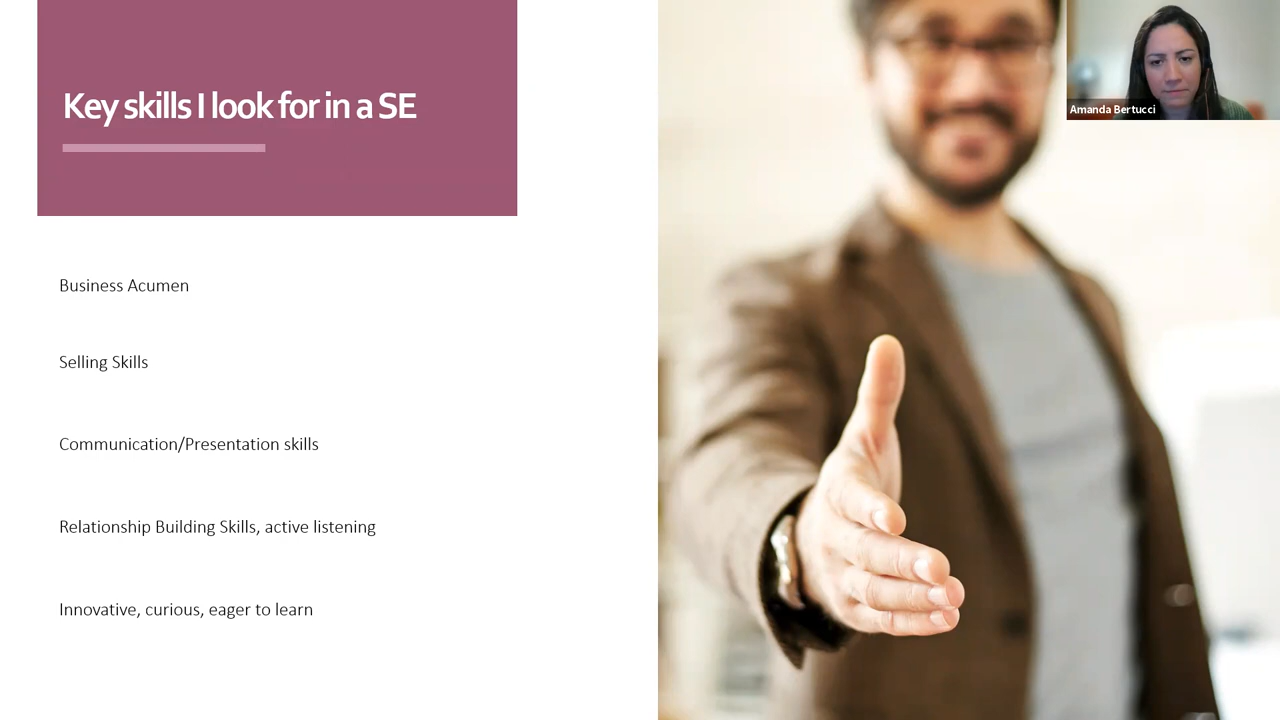 Key skills I look for in a SE
Business Acumen
Selling Skills
Communication/Presentation skills
Relationship Building Skills, active listening
Innovative, curious, eager to learn
Amanda Bertucci